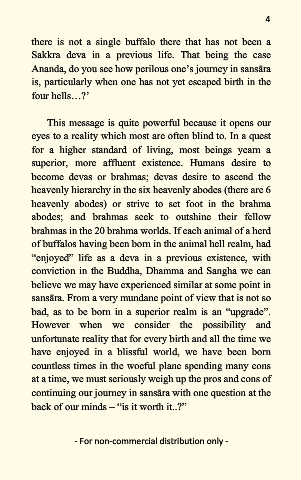 4
there is not a single buffalo there that has not been a
Sakkra deva in a previous life. That being the case
Ananda, do you see how perilous one's journey in sansāra
is, particularly when one has not yet escaped birth in the
four hells…?'
This message is quite powerful because it opens our
eyes to a reality which most are often blind to. In a quest
for a higher standard of living, most beings yearn a
superior, more affluent existence. Humans desire to
become devas or brahmas; devas desire to ascend the
heavenly hierarchy in the six heavenly abodes (there are 6
heavenly abodes) or strive to set foot in the brahma
abodes; and brahmas seek to outshine their fellow
brahmas in the 20 brahma worlds. If each animal of a herd
of buffalos having been born in the animal hell realm, had
“enjoyed” life as a deva in a previous existence, with
conviction in the Buddha, Dhamma and Sangha we can
believe we may have experienced similar at some point in
sansāra. From a very mundane point of view that is not so
bad, as to be born in a superior realm is an “upgrade”.
However when we consider the possibility and
unfortunate reality that for every birth and all the time we
have enjoyed in a blissful world, we have been born
countless times in the woeful plane spending many eons
at a time, we must seriously weigh up the pros and cons of
continuing our journey in sansāra with one question at the
back of our minds – “is it worth it..?”
- For non-commercial distribution only -